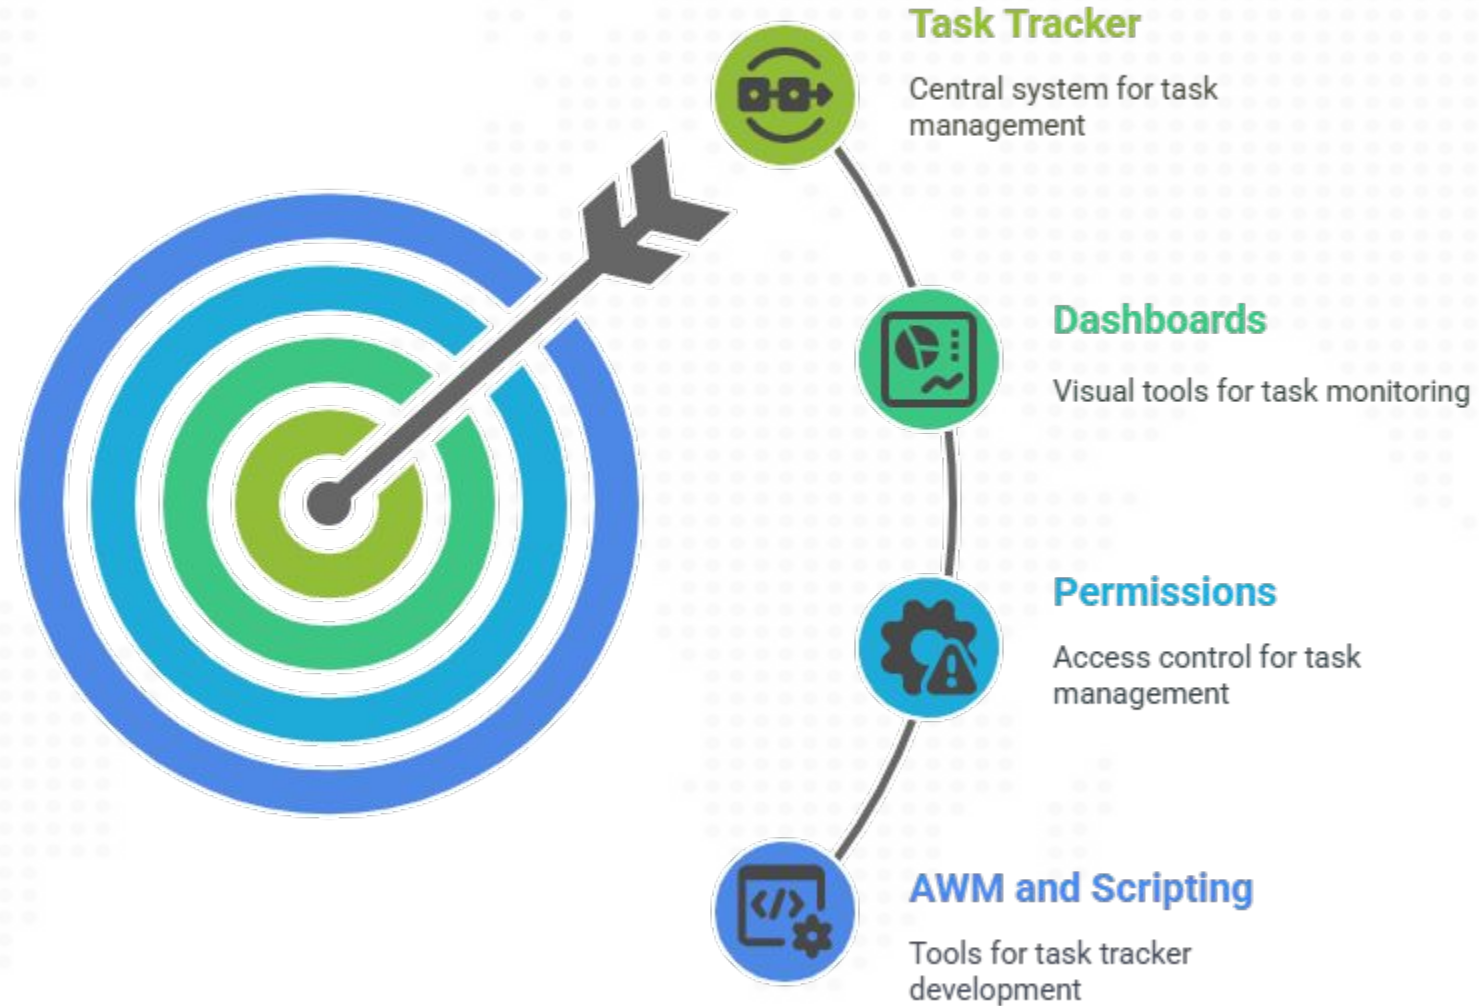 Task Tracker
Central system for task
management
Dashboards
Visual tools for task monitoring
Permissions
Access control for task
management
AWM and Scripting
Tools for task tracker
development